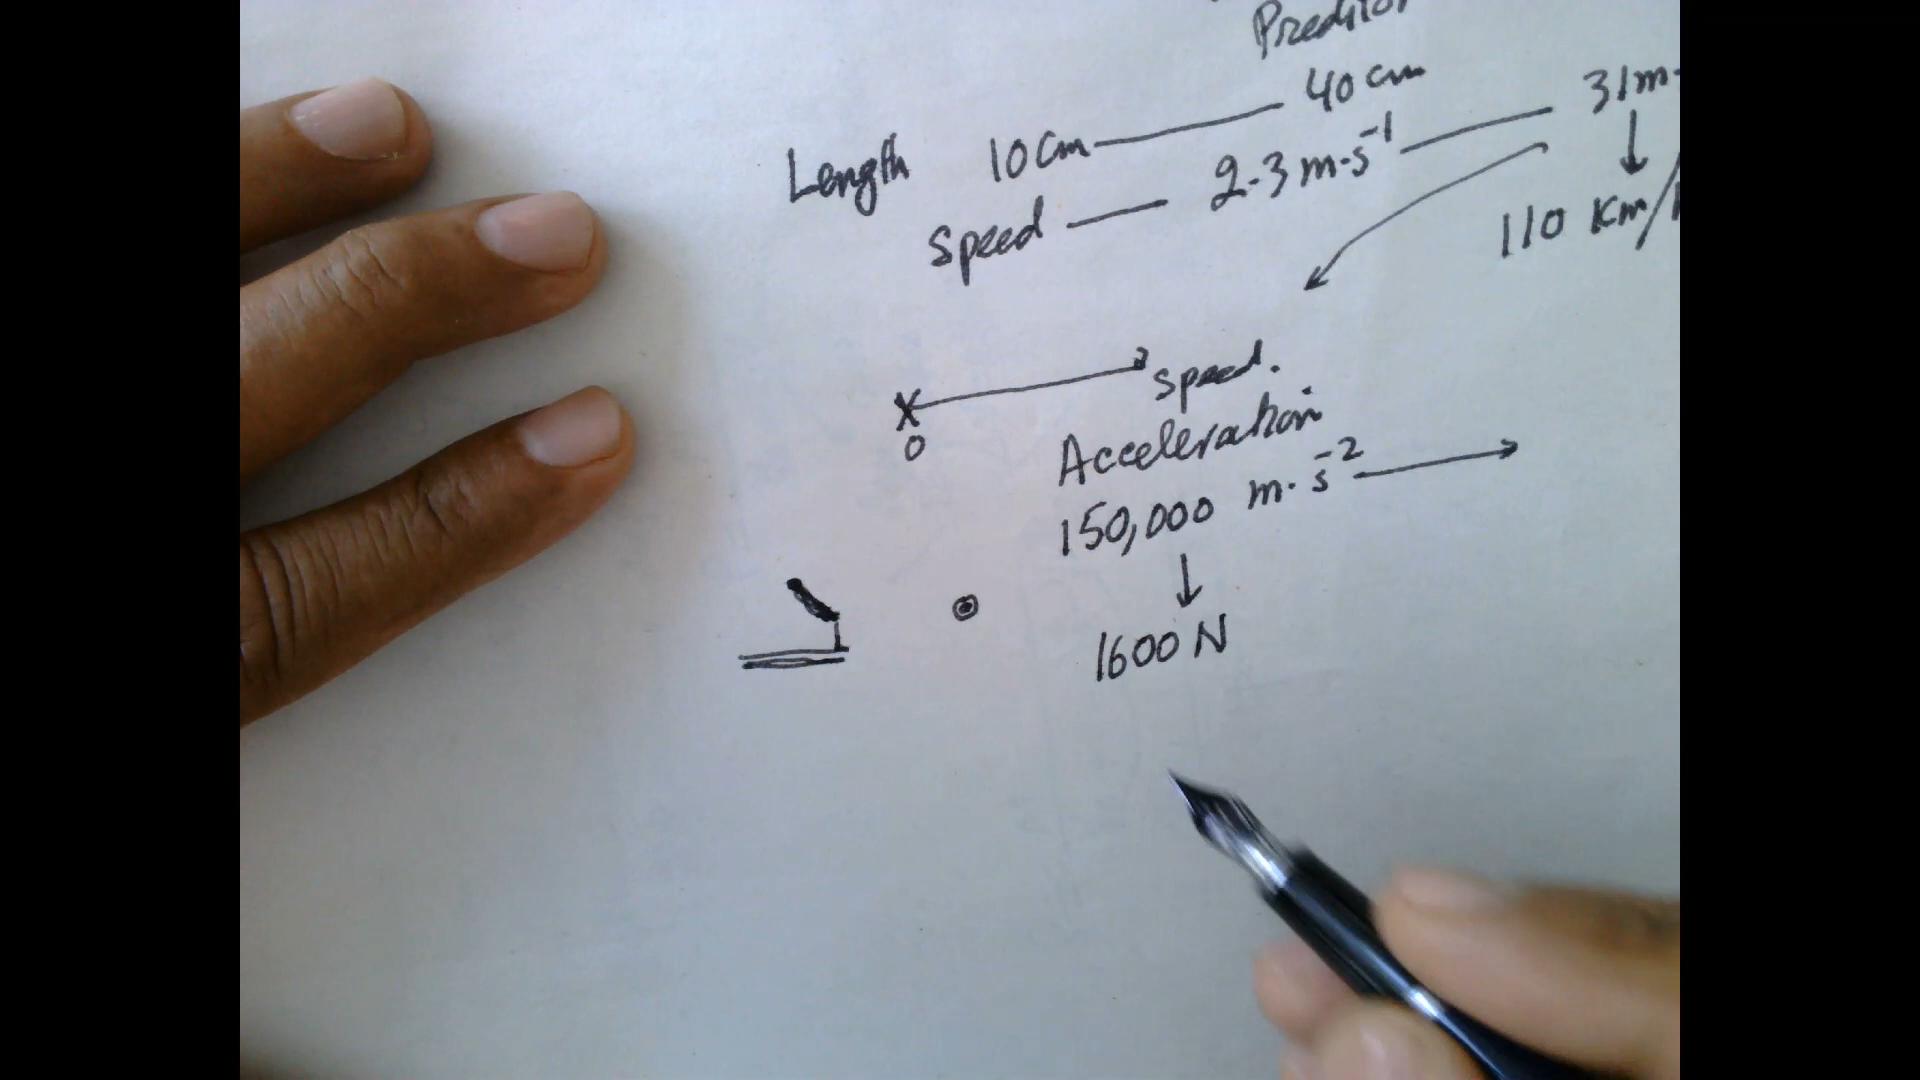 Preditor
Length 10 cm — 40 cm
Speed — 2.3 m·s⁻¹ — 31 m
110 Km/
speed.
0
Acceleration
150,000 m·s⁻²
1600 N